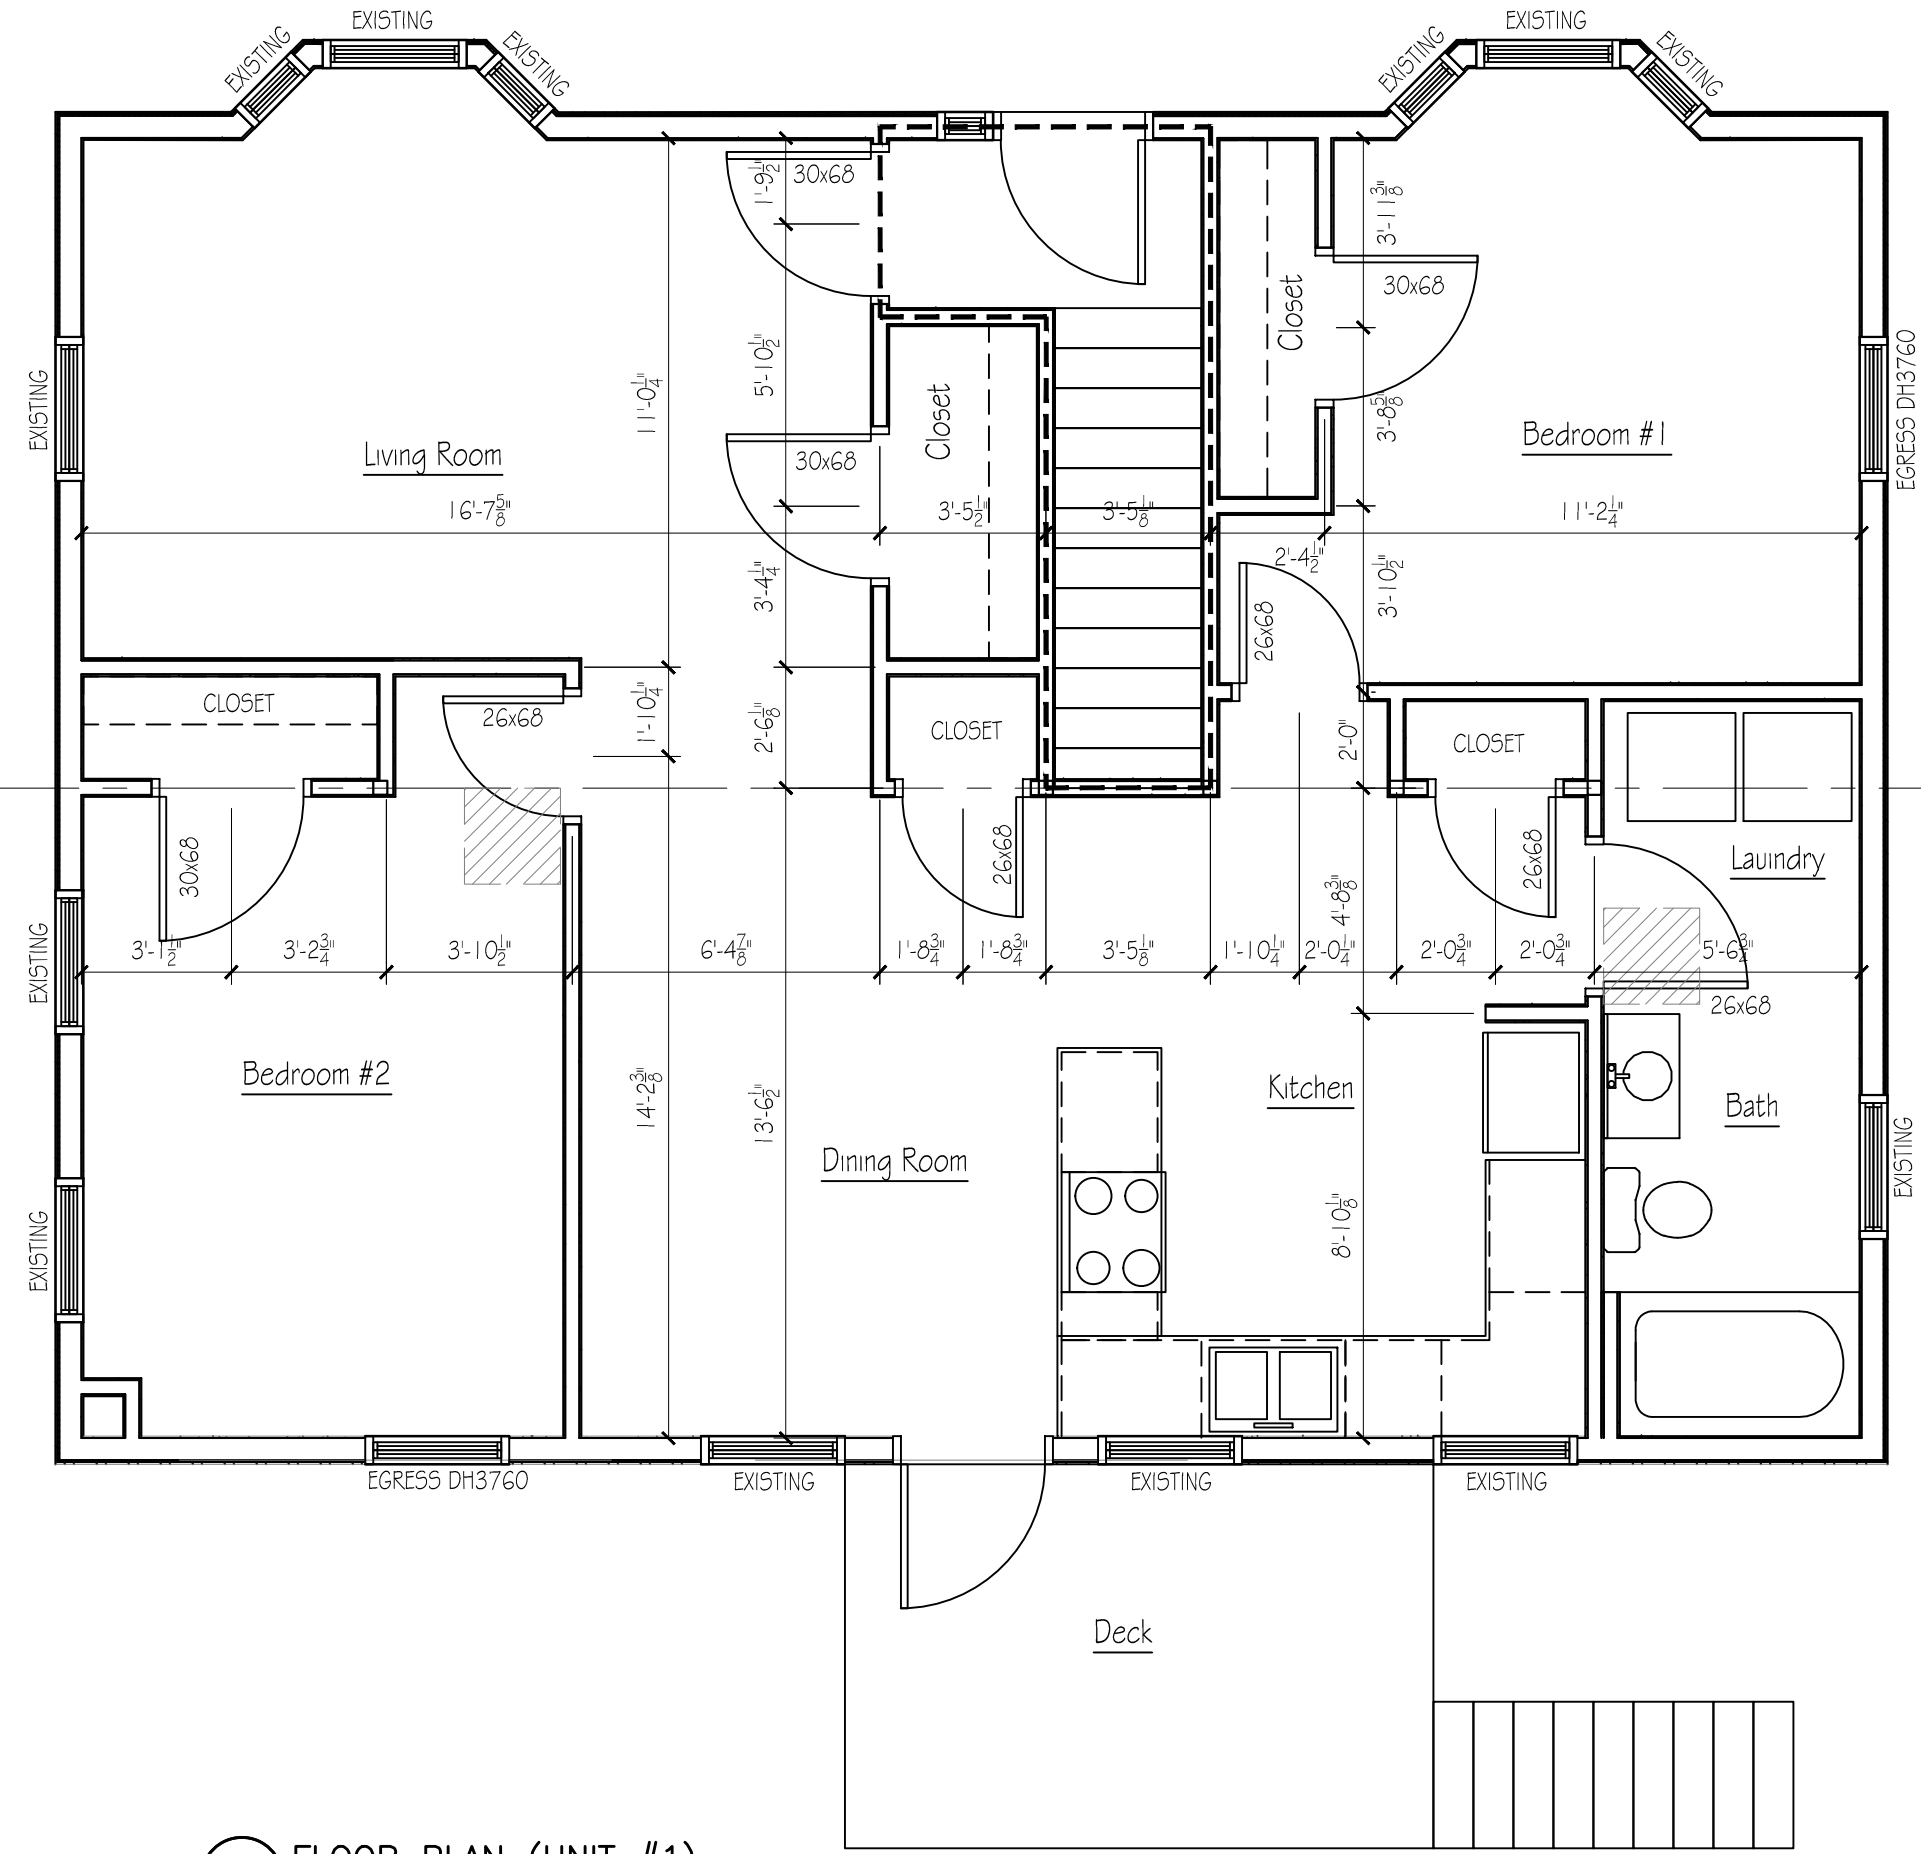 EXISTING
EXISTING
EXISTING
EXISTING
EXISTING
EXISTING
30x68
1'-9 1/2"
3'-11 3/8"
30x68
Closet
5'-10 1/2"
11'-0 1/4"
EXISTING
EGRESS DH3760
Closet
3'-8 5/8"
Living Room
30x68
Bedroom #1
16'-7 5/8"
3'-5 1/2"
3'-5 1/8"
11'-2 1/4"
2'-4 1/2"
3'-4 1/4"
3'-10 1/2"
26x68
CLOSET
26x68
1'-10 1/4"
2'-6 1/8"
CLOSET
2'-0"
CLOSET
30x68
26x68
4'-8 3/8"
26x68
Laundry
EXISTING
3'-1 1/2"
3'-2 3/4"
3'-10 1/2"
6'-4 7/8"
1'-8 3/4"
1'-8 3/4"
3'-5 1/8"
1'-10 1/4"
2'-0 1/4"
2'-0 3/4"
2'-0 3/4"
5'-6 3/4"
26x68
Bedroom #2
14'-2 3/8"
13'-6 1/2"
Kitchen
Bath
EXISTING
Dining Room
EXISTING
8'-10 1/8"
EGRESS DH3760
EXISTING
EXISTING
EXISTING
Deck
FLOOR PLAN (UNIT #1)